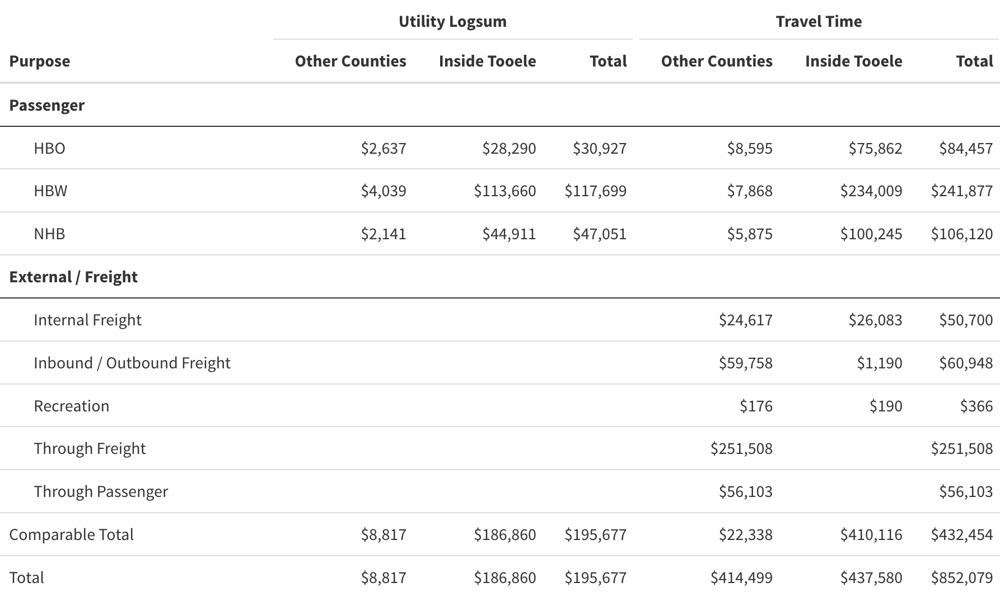 Utility Logsum Travel Time
Purpose Other Counties Inside Tooele Total Other Counties Inside Tooele Total
Passenger
HBO $2,637 $28,290 $30,927 $8,595 $75,862 $84,457
HBW $4,039 $113,660 $117,699 $7,868 $234,009 $241,877
NHB $2,141 $44,911 $47,051 $5,875 $100,245 $106,120
External / Freight
Internal Freight $24,617 $26,083 $50,700
Inbound / Outbound Freight $59,758 $1,190 $60,948
Recreation $176 $190 $366
Through Freight $251,508 $251,508
Through Passenger $56,103 $56,103
Comparable Total $8,817 $186,860 $195,677 $22,338 $410,116 $432,454
Total $8,817 $186,860 $195,677 $414,499 $437,580 $852,079